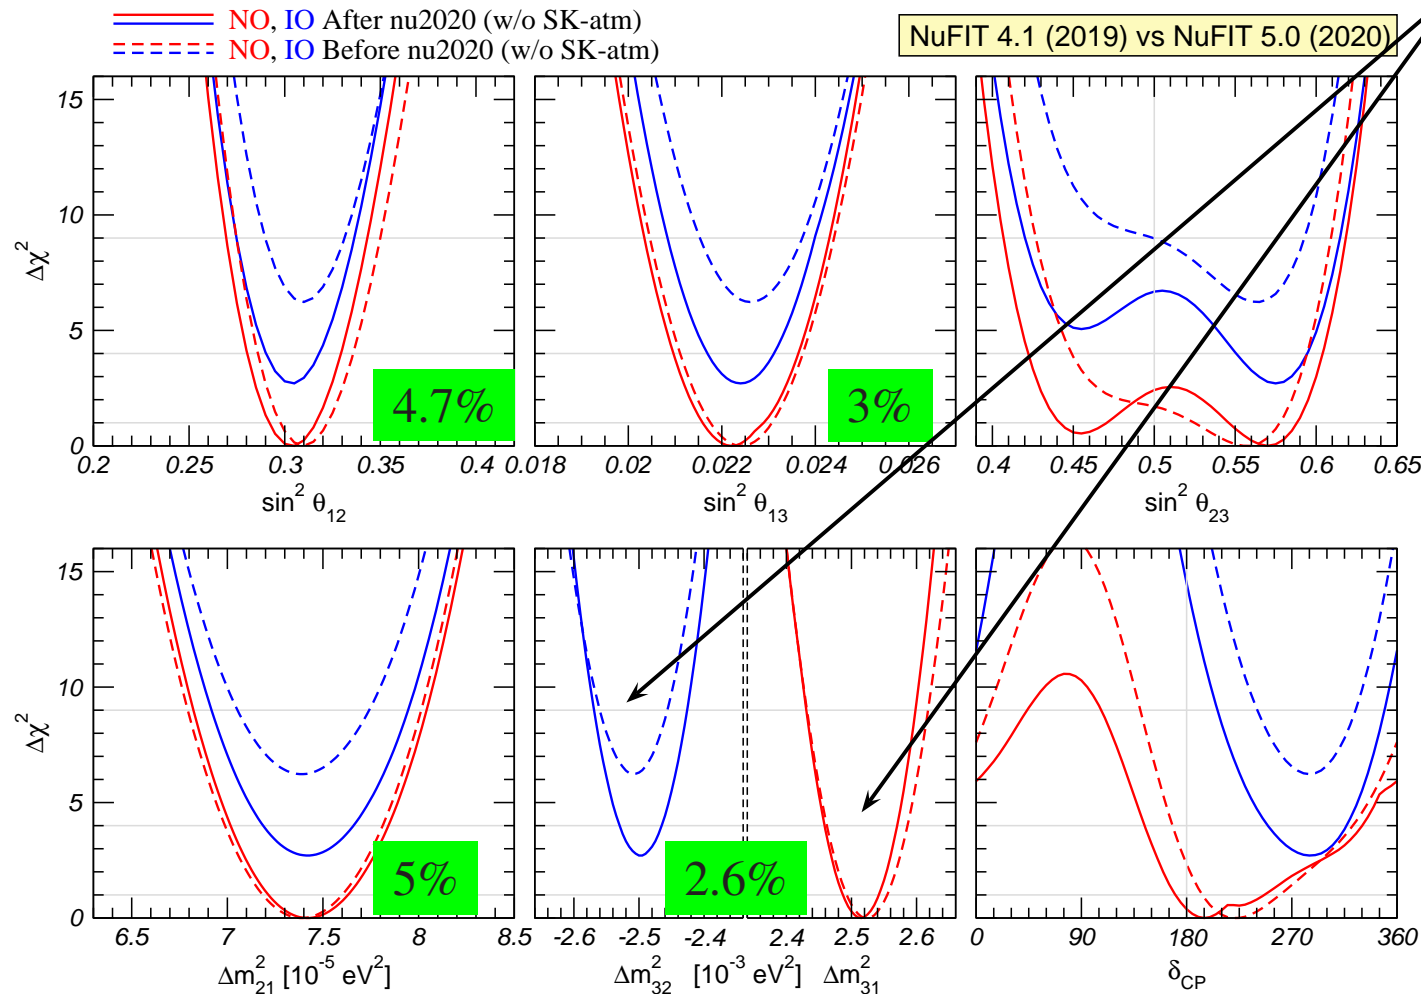 NO, IO After nu2020 (w/o SK-atm)
NO, IO Before nu2020 (w/o SK-atm)
NuFIT 4.1 (2019) vs NuFIT 5.0 (2020)
15
10
5
0
Δχ²
4.7%
3%
0.2 0.25 0.3 0.35 0.4
0.018 0.02 0.022 0.024 0.026
0.4 0.45 0.5 0.55 0.6 0.65
sin² θ₁₂
sin² θ₁₃
sin² θ₂₃
15
10
5
0
Δχ²
5%
2.6%
6.5 7 7.5 8 8.5
-2.6 -2.5 -2.4
2.4 2.5 2.6
0 90 180 270 360
Δm²₂₁ [10⁻⁵ eV²]
Δm²₃₂ [10⁻³ eV²] Δm²₃₁
δ_CP